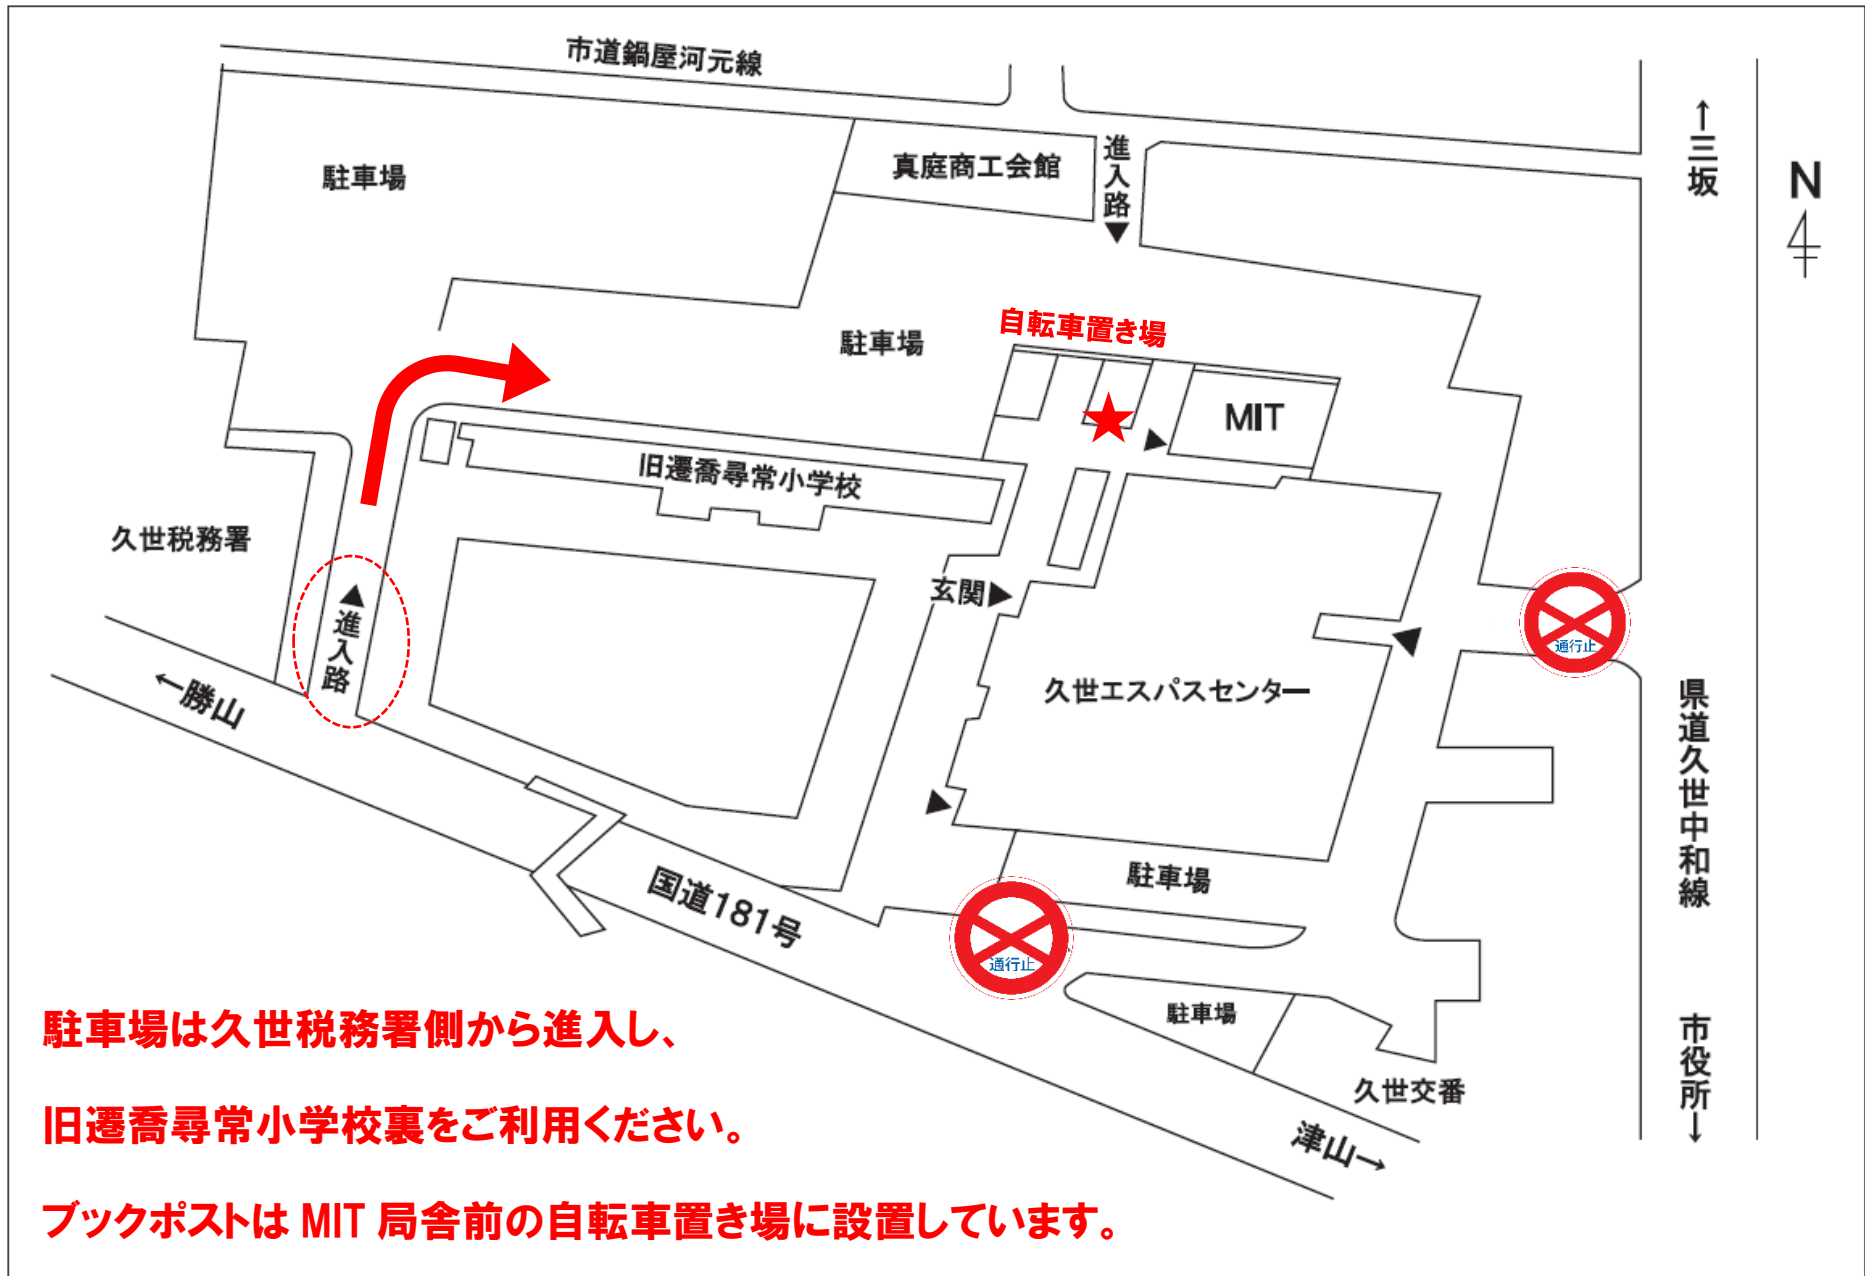 市道鍋屋河元線
↑三坂
N
駐車場
真庭商工会館
進入路▼
自転車置き場
駐車場
MIT
旧遷喬尋常小学校
久世税務署
▲進入路
玄関▶
通行止
←勝山
久世エスパスセンター
県道久世中和線
駐車場
国道181号
通行止
駐車場
久世交番
市役所↓
津山→
駐車場は久世税務署側から進入し、
旧遷喬尋常小学校裏をご利用ください。
ブックポストは MIT 局舎前の自転車置き場に設置しています。